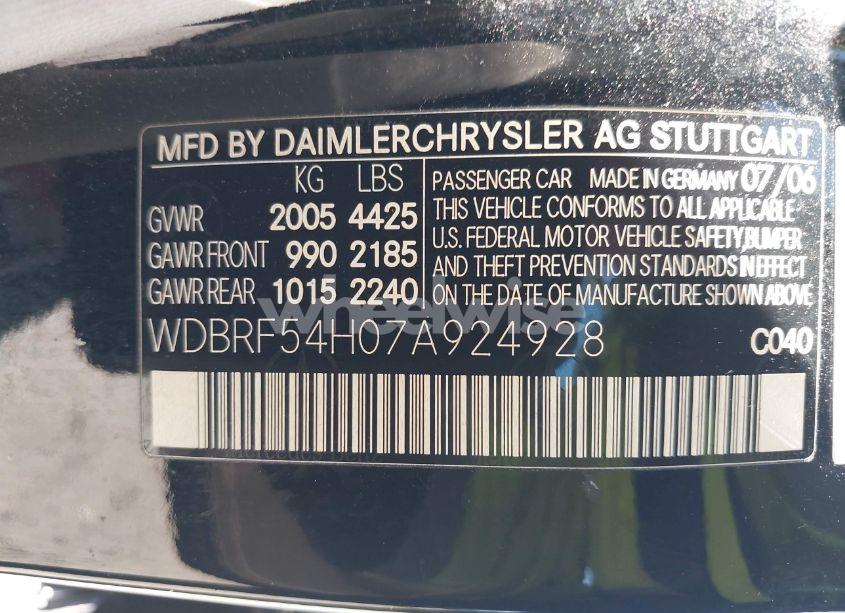 MFD BY DAIMLERCHRYSLER AG STUTTGART
KG LBS
GVWR 2005 4425
GAWR FRONT 990 2185
GAWR REAR 1015 2240
PASSENGER CAR MADE IN GERMANY 07/06
THIS VEHICLE CONFORMS TO ALL APPLICABLE
U.S. FEDERAL MOTOR VEHICLE SAFETY, BUMPER
AND THEFT PREVENTION STANDARDS IN EFFECT
ON THE DATE OF MANUFACTURE SHOWN ABOVE
wheelwise
WDBRF54H07A924928 C040